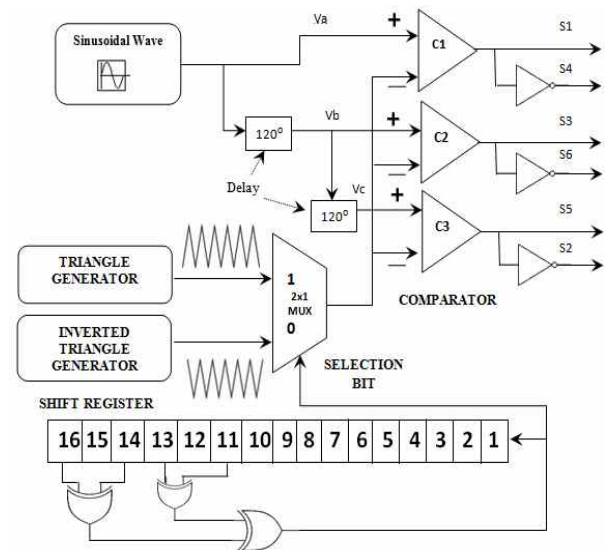 Sinusoidal Wave
Va
+
C1
−
S1
S4
120⁰
Vb
+
C2
−
S3
S6
Delay
120⁰
Vc
+
C3
−
S5
S2
TRIANGLE
GENERATOR
1
2x1
MUX
0
COMPARATOR
INVERTED
TRIANGLE
GENERATOR
SELECTION
BIT
SHIFT REGISTER
16 15 14 13 12 11 10 9 8 7 6 5 4 3 2 1